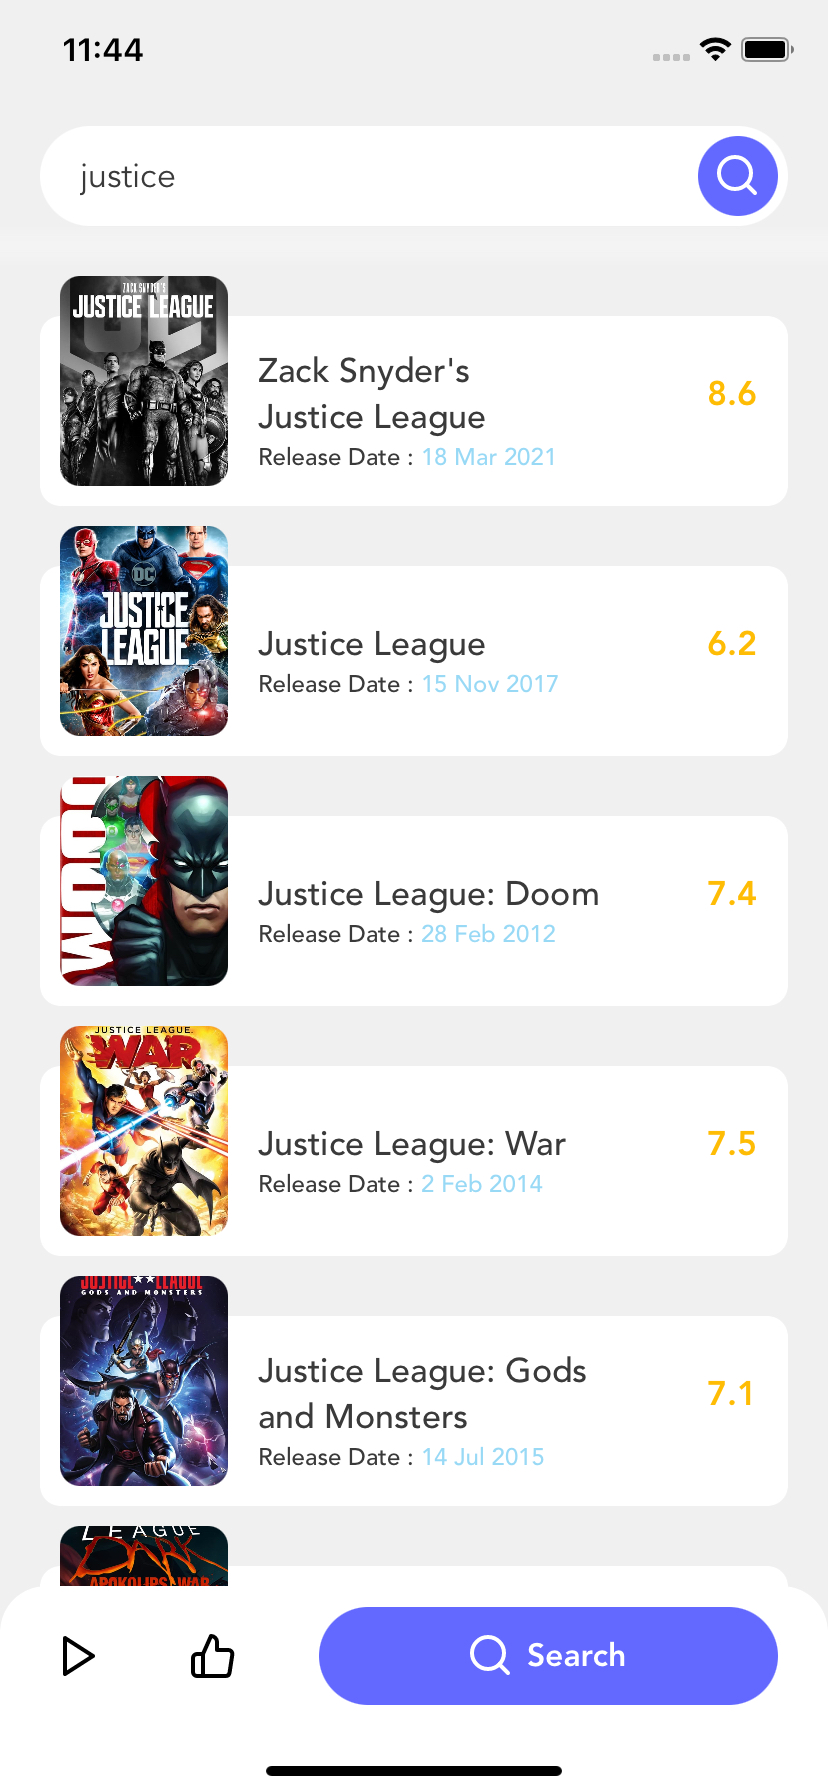 11:44
justice
ZACK SNYDER'S
JUSTICE LEAGUE
Zack Snyder's
Justice League
8.6
Release Date : 18 Mar 2021
DC
JUSTICE
LEAGUE
Justice League
6.2
Release Date : 15 Nov 2017
DOOM
Justice League: Doom
7.4
Release Date : 28 Feb 2012
JUSTICE LEAGUE
WAR
Justice League: War
7.5
Release Date : 2 Feb 2014
JUSTICE LEAGUE
GODS AND MONSTERS
Justice League: Gods
and Monsters
7.1
Release Date : 14 Jul 2015
LEAGUE
DARK
APOKOLIPS WAR
Search